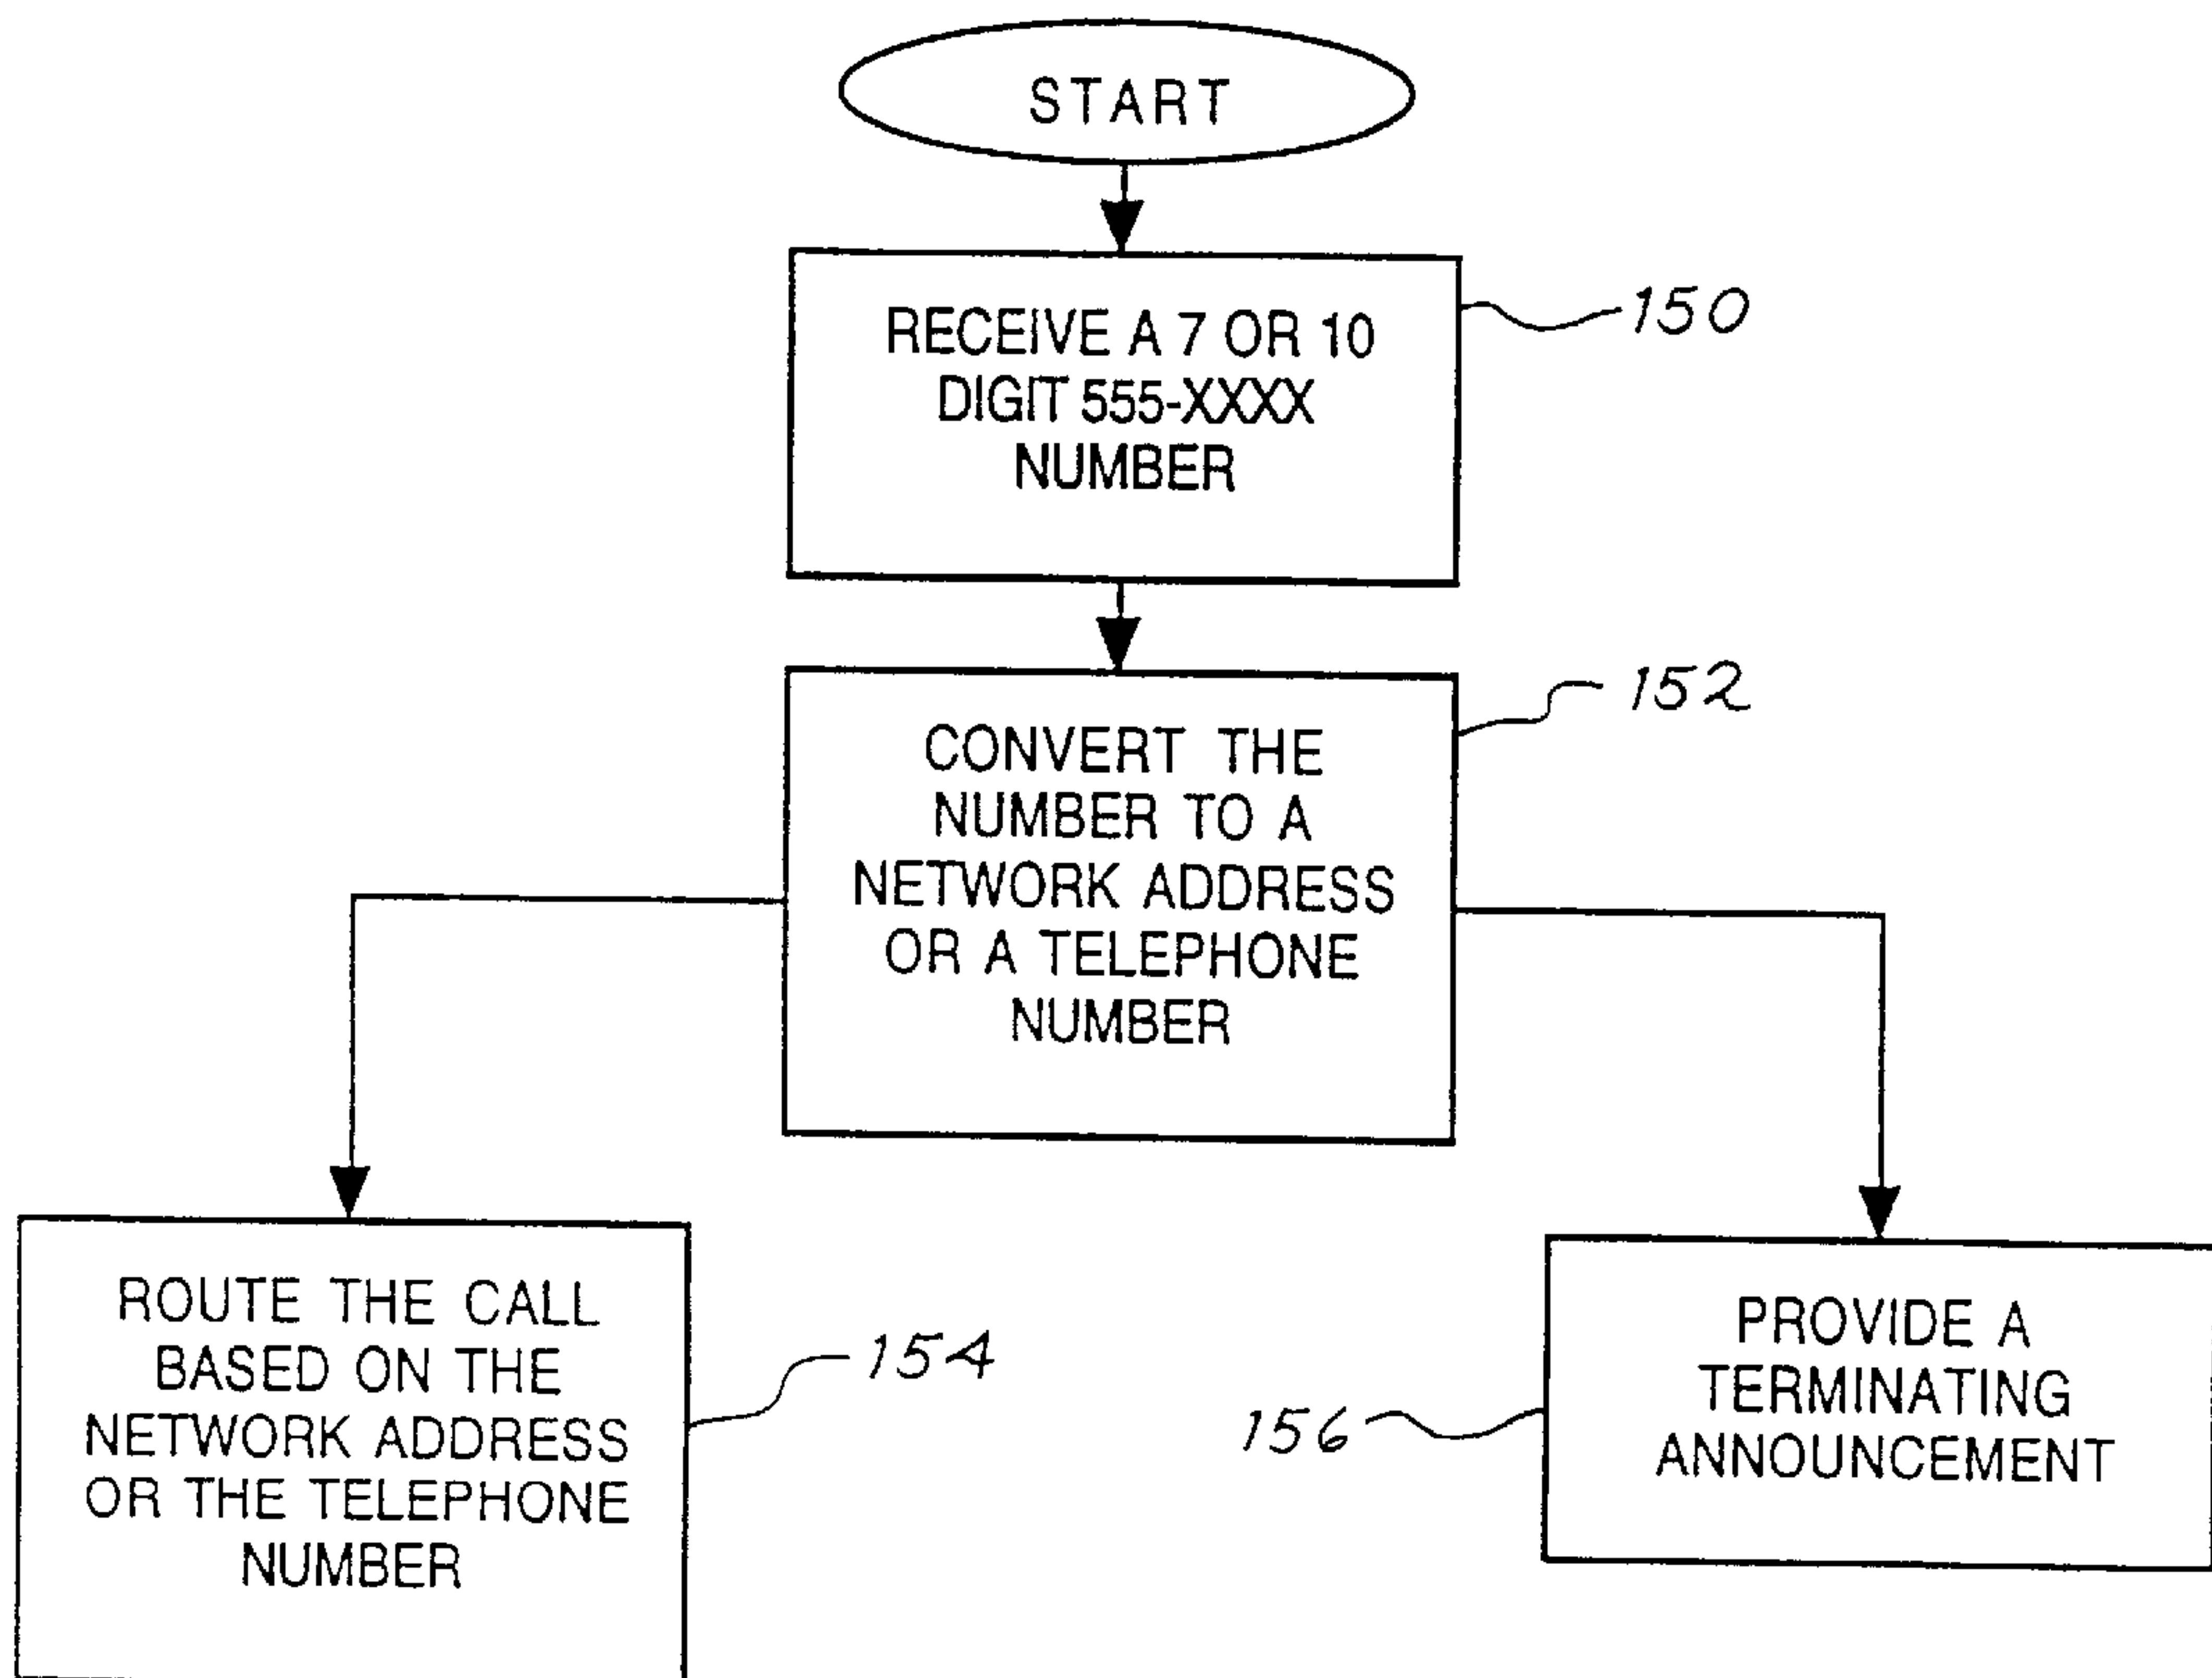 START
RECEIVE A 7 OR 10
DIGIT 555-XXXX
NUMBER
150
CONVERT THE
NUMBER TO A
NETWORK ADDRESS
OR A TELEPHONE
NUMBER
152
ROUTE THE CALL
BASED ON THE
NETWORK ADDRESS
OR THE TELEPHONE
NUMBER
154
156
PROVIDE A
TERMINATING
ANNOUNCEMENT